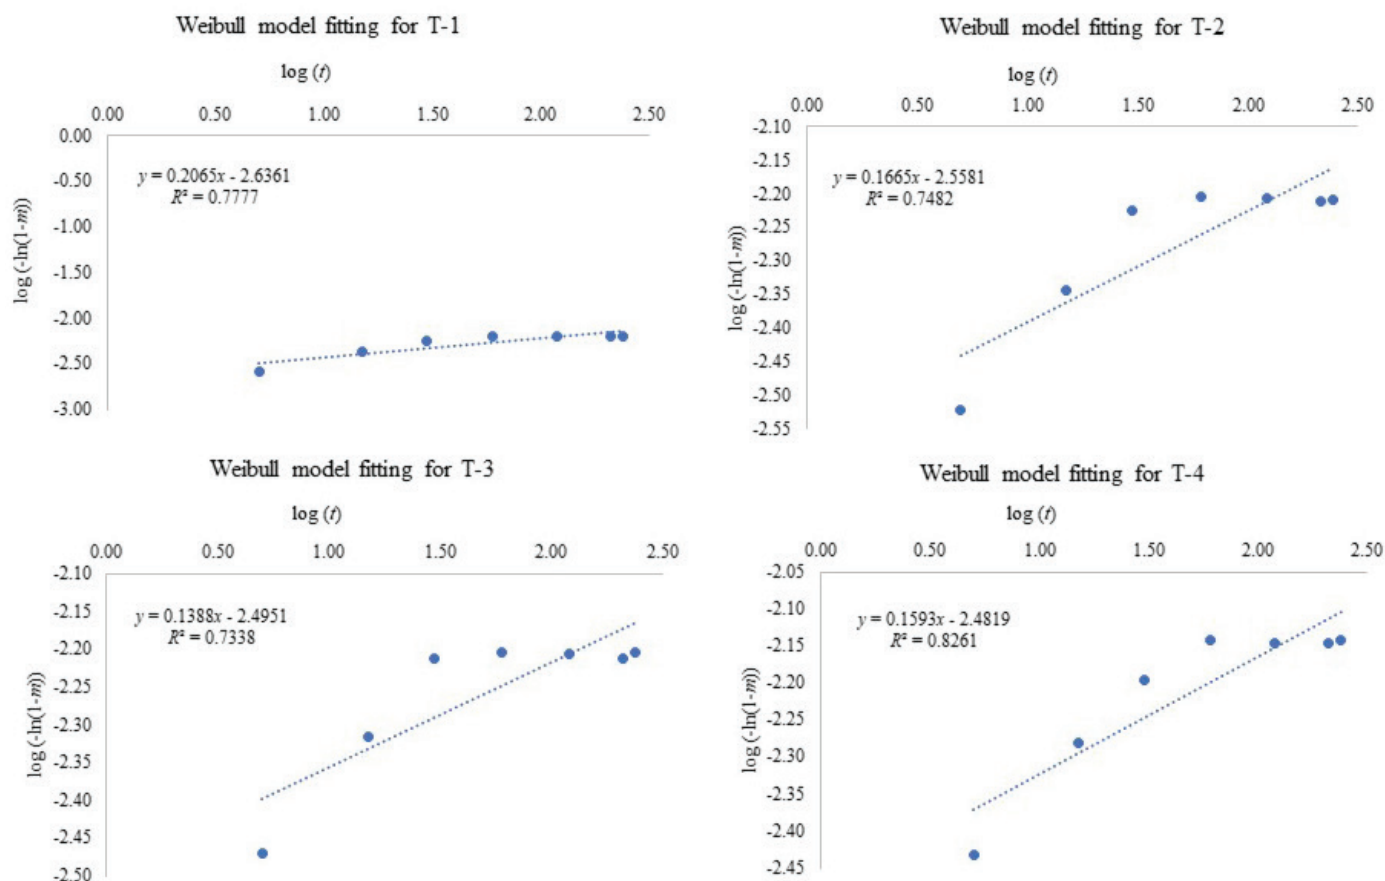 Weibull model fitting for T-1
log (t)
0.00 0.50 1.00 1.50 2.00 2.50
0.00
-0.50
-1.00
-1.50
-2.00
-2.50
-3.00
log (-ln(1-m))
y = 0.2065x - 2.6361
R² = 0.7777
Weibull model fitting for T-2
log (t)
0.00 0.50 1.00 1.50 2.00 2.50
-2.10
-2.15
-2.20
-2.25
-2.30
-2.35
-2.40
-2.45
-2.50
-2.55
log (-ln(1-m))
y = 0.1665x - 2.5581
R² = 0.7482
Weibull model fitting for T-3
log (t)
0.00 0.50 1.00 1.50 2.00 2.50
-2.10
-2.15
-2.20
-2.25
-2.30
-2.35
-2.40
-2.45
-2.50
log (-ln(1-m))
y = 0.1388x - 2.4951
R² = 0.7338
Weibull model fitting for T-4
log (t)
0.00 0.50 1.00 1.50 2.00 2.50
-2.05
-2.10
-2.15
-2.20
-2.25
-2.30
-2.35
-2.40
-2.45
log (-ln(1-m))
y = 0.1593x - 2.4819
R² = 0.8261